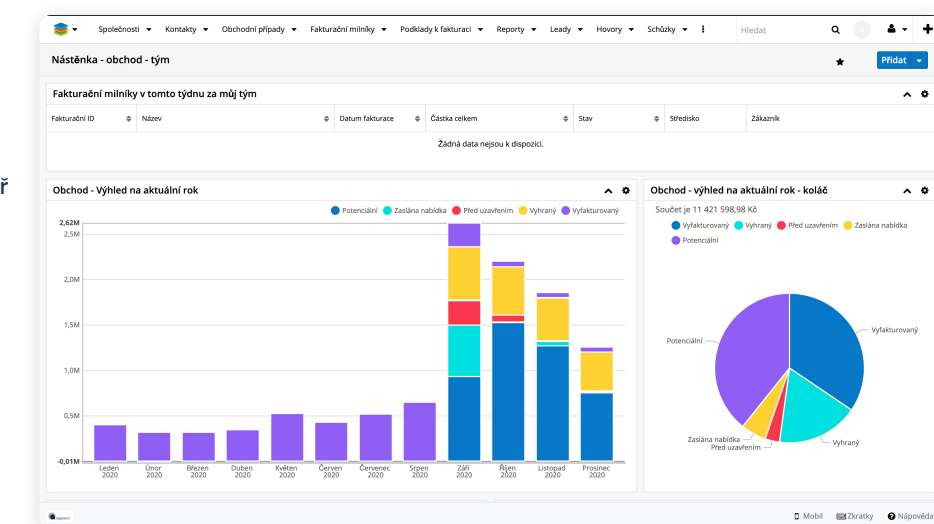 Společnosti Kontakty Obchodní případy Fakturační milníky Podklady k fakturaci Reporty Leady Hovory Schůzky Hledat
Nástěnka - obchod - tým Přidat
Fakturační milníky v tomto týdnu za můj tým
Fakturační ID Název Datum fakturace Částka celkem Stav Středisko Zákazník
Žádná data nejsou k dispozici.
ř
Obchod - Výhled na aktuální rok
Potenciální Zaslána nabídka Před uzavřením Vyhraný Vyfakturovaný
2,62M
2,5M
2,0M
1,5M
1,0M
0,5M
-0,01M
Leden 2020
Únor 2020
Březen 2020
Duben 2020
Květen 2020
Červen 2020
Červenec 2020
Srpen 2020
Září 2020
Říjen 2020
Listopad 2020
Prosinec 2020
Obchod - výhled na aktuální rok - koláč
Součet je 11 421 598,98 Kč
Vyfakturovaný Vyhraný Před uzavřením Zaslána nabídka
Potenciální
Potenciální
Vyfakturovaný
Zaslána nabídka
Před uzavřením
Vyhraný
Mobil Zkratky Nápověda